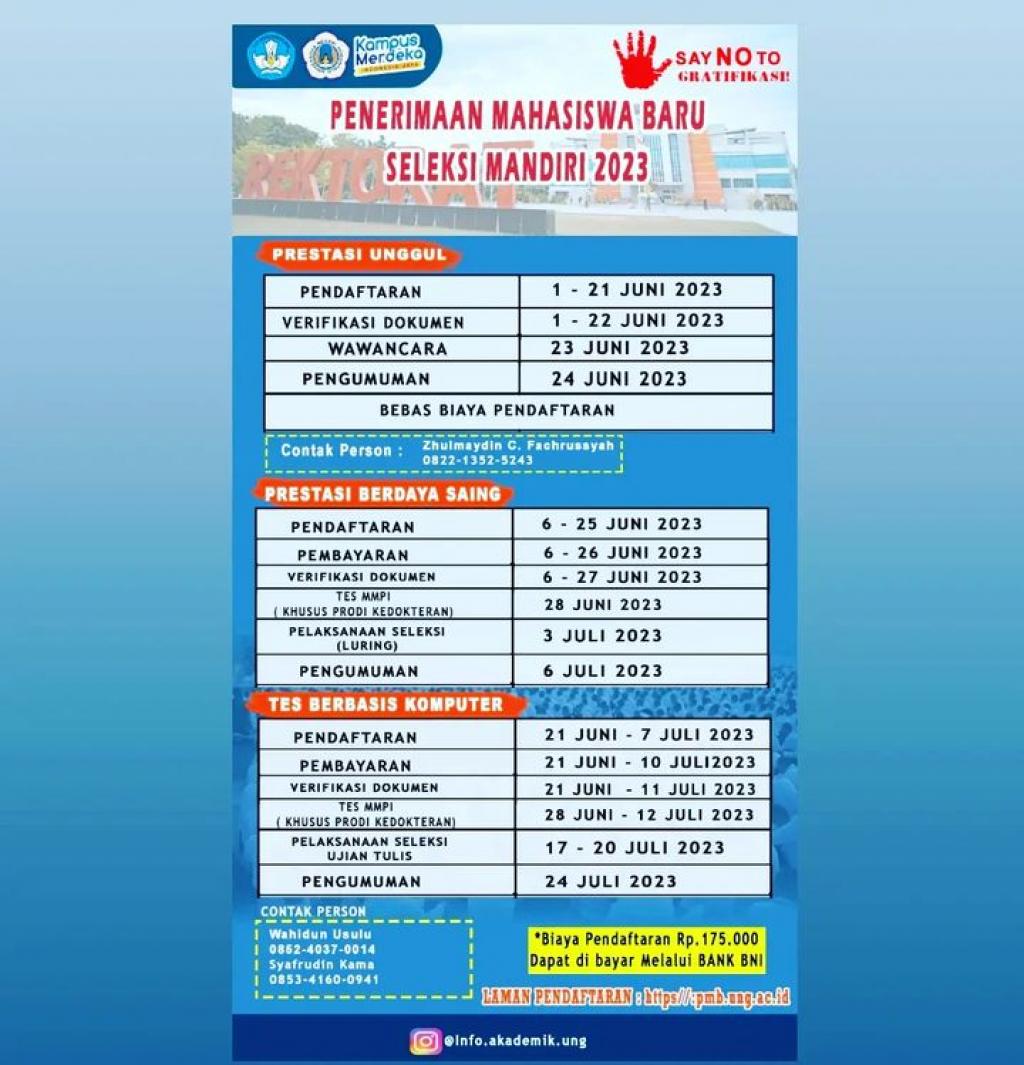 Kampus
Merdeka
INDONESIA JAYA
SAY NO TO
GRATIFIKASI!
PENERIMAAN MAHASISWA BARU
SELEKSI MANDIRI 2023
REKTORAT
PRESTASI UNGGUL
PENDAFTARAN 1 - 21 JUNI 2023
VERIFIKASI DOKUMEN 1 - 22 JUNI 2023
WAWANCARA 23 JUNI 2023
PENGUMUMAN 24 JUNI 2023
BEBAS BIAYA PENDAFTARAN
Contak Person : Zhulmaydin C. Fachrussyah
0822-1352-5243
PRESTASI BERDAYA SAING
PENDAFTARAN 6 - 25 JUNI 2023
PEMBAYARAN 6 - 26 JUNI 2023
VERIFIKASI DOKUMEN 6 - 27 JUNI 2023
TES MMPI
( KHUSUS PRODI KEDOKTERAN) 28 JUNI 2023
PELAKSANAAN SELEKSI
(LURING) 3 JULI 2023
PENGUMUMAN 6 JULI 2023
TES BERBASIS KOMPUTER
PENDAFTARAN 21 JUNI - 7 JULI 2023
PEMBAYARAN 21 JUNI - 10 JULI2023
VERIFIKASI DOKUMEN 21 JUNI - 11 JULI 2023
TES MMPI
( KHUSUS PRODI KEDOKTERAN) 28 JUNI - 12 JULI 2023
PELAKSANAAN SELEKSI
UJIAN TULIS 17 - 20 JULI 2023
PENGUMUMAN 24 JULI 2023
CONTAK PERSON
Wahidun Usulu
0852-4037-0014
Syafrudin Kama
0853-4160-0941
*Biaya Pendaftaran Rp.175.000
Dapat di bayar Melalui BANK BNI
LAMAN PENDAFTARAN : https//:pmb.ung.ac.id
@Info.akademik.ung